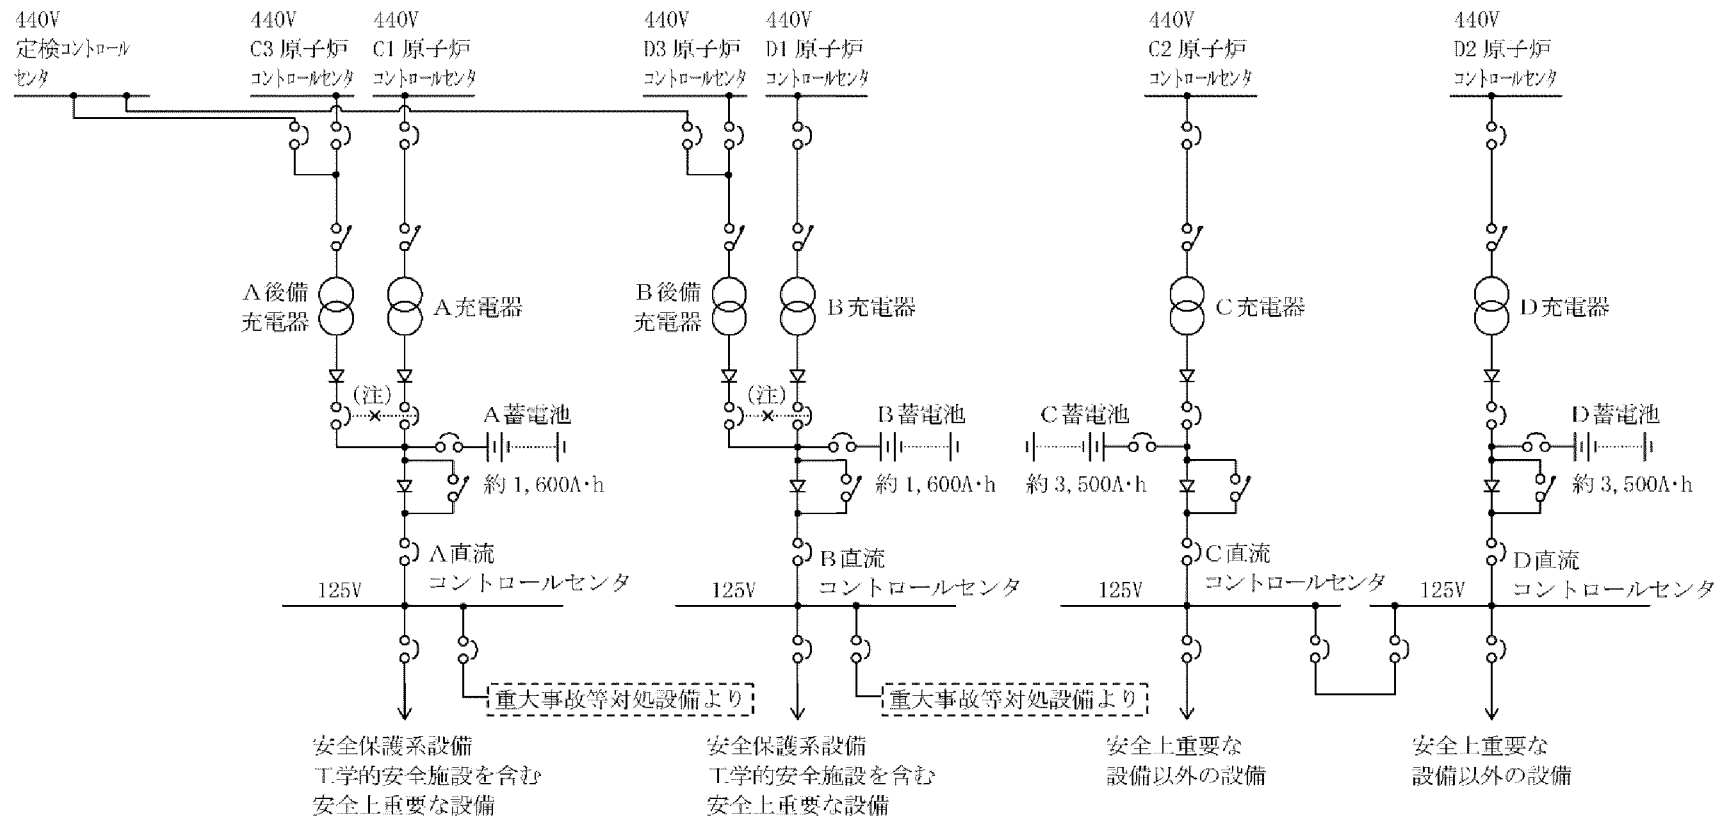 440V
定検コントロール
センタ
440V
C3 原子炉
コントロールセンタ
440V
C1 原子炉
コントロールセンタ
440V
D3 原子炉
コントロールセンタ
440V
D1 原子炉
コントロールセンタ
440V
C2 原子炉
コントロールセンタ
440V
D2 原子炉
コントロールセンタ
A後備
充電器
A充電器
B後備
充電器
B充電器
C充電器
D充電器
(注)
A蓄電池
約 1,600A・h
(注)
B蓄電池
約 1,600A・h
C蓄電池
約 3,500A・h
D蓄電池
約 3,500A・h
A直流
コントロールセンタ
125V
B直流
コントロールセンタ
125V
C直流
コントロールセンタ
125V
D直流
コントロールセンタ
125V
重大事故等対処設備より
重大事故等対処設備より
安全保護系設備
工学的安全施設を含む
安全上重要な設備
安全保護系設備
工学的安全施設を含む
安全上重要な設備
安全上重要な
設備以外の設備
安全上重要な
設備以外の設備